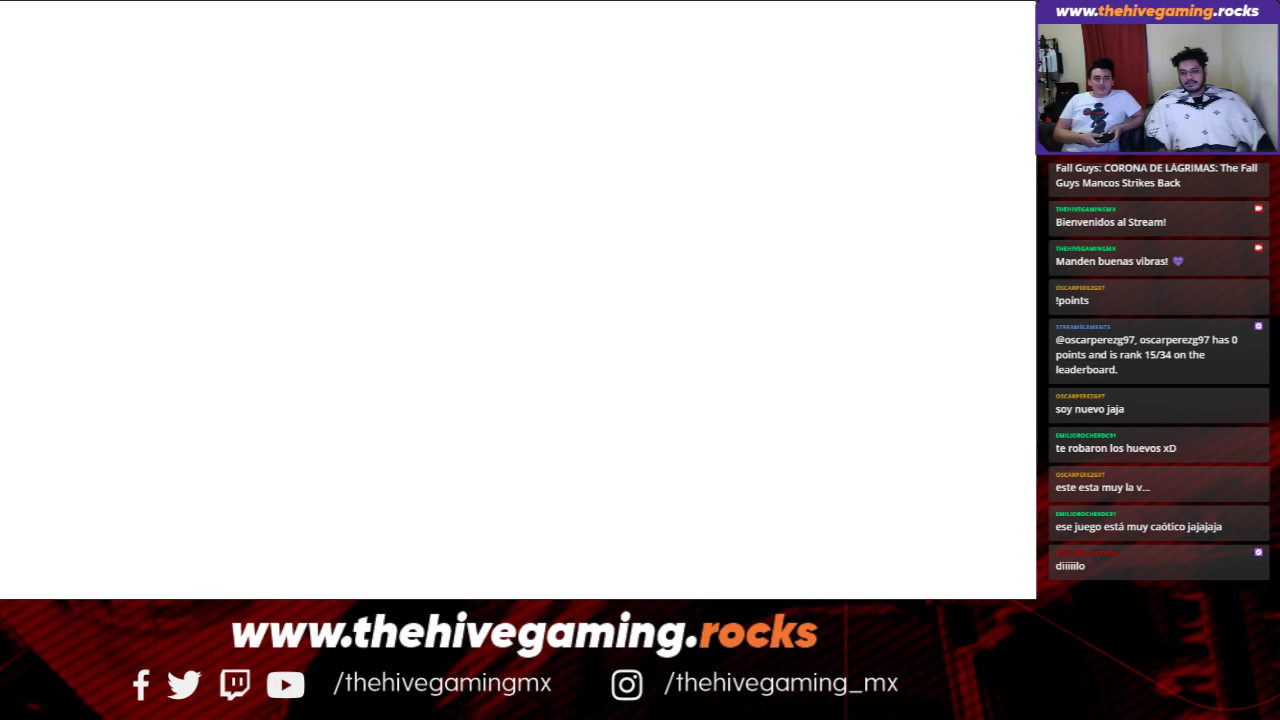 www.thehivegaming.rocks
Fall Guys: CORONA DE LÁGRIMAS: The Fall
Guys Mancos Strikes Back
THEHIVEGAMINGMX
Bienvenidos al Stream!
THEHIVEGAMINGMX
Manden buenas vibras! 💜
OSCARPEREZG97
!points
STREAMELEMENTS
@oscarperezg97, oscarperezg97 has 0
points and is rank 15/34 on the
leaderboard.
OSCARPEREZG97
soy nuevo jaja
EMILIOROCHERDC91
te robaron los huevos xD
OSCARPEREZG97
este esta muy la v...
EMILIOROCHERDC91
ese juego está muy caótico jajajaja
diiiiilo
www.thehivegaming.rocks
/thehivegamingmx
/thehivegaming_mx